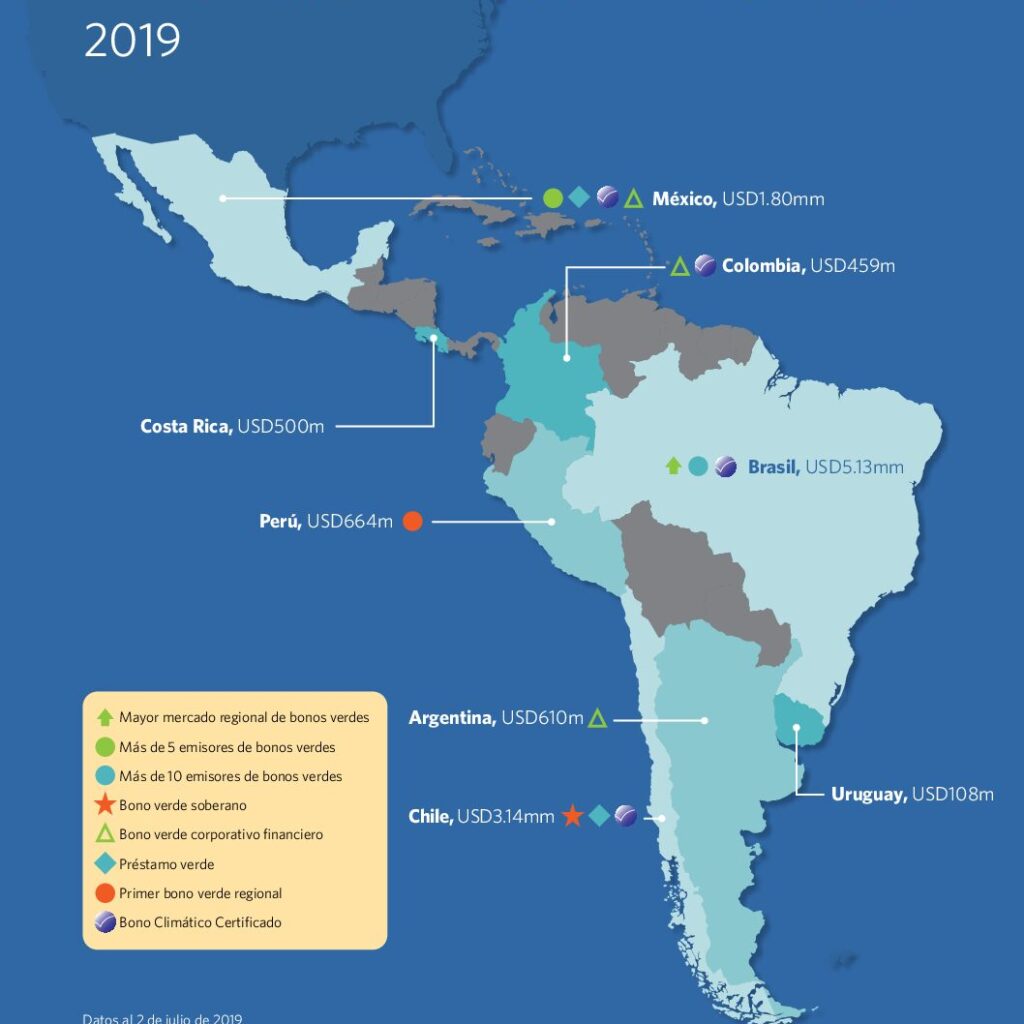 2019
México, USD1.80mm
Colombia, USD459m
Costa Rica, USD500m
Brasil, USD5.13mm
Perú, USD664m
Argentina, USD610m
Uruguay, USD108m
Chile, USD3.14mm
Mayor mercado regional de bonos verdes
Más de 5 emisores de bonos verdes
Más de 10 emisores de bonos verdes
Bono verde soberano
Bono verde corporativo financiero
Préstamo verde
Primer bono verde regional
Bono Climático Certificado
Datos al 2 de julio de 2019